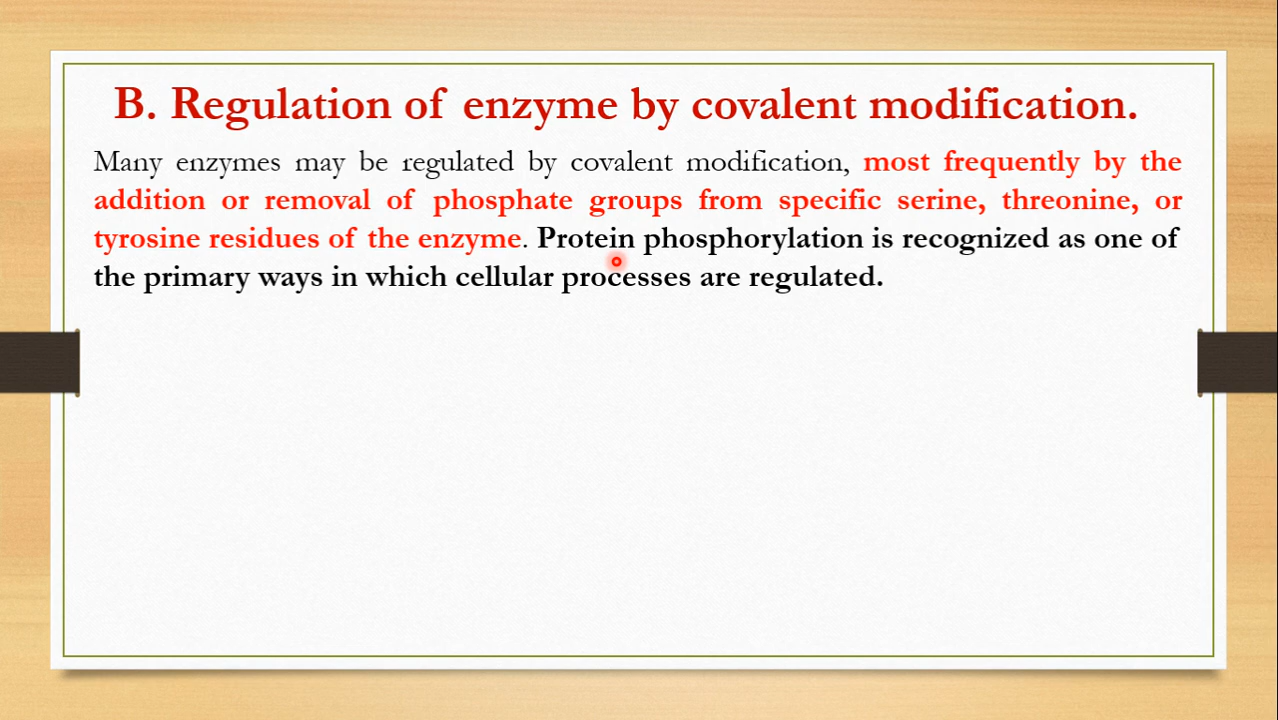 B. Regulation of enzyme by covalent modification.
Many enzymes may be regulated by covalent modification, most frequently by the
addition or removal of phosphate groups from specific serine, threonine, or
tyrosine residues of the enzyme. Protein phosphorylation is recognized as one of
the primary ways in which cellular processes are regulated.